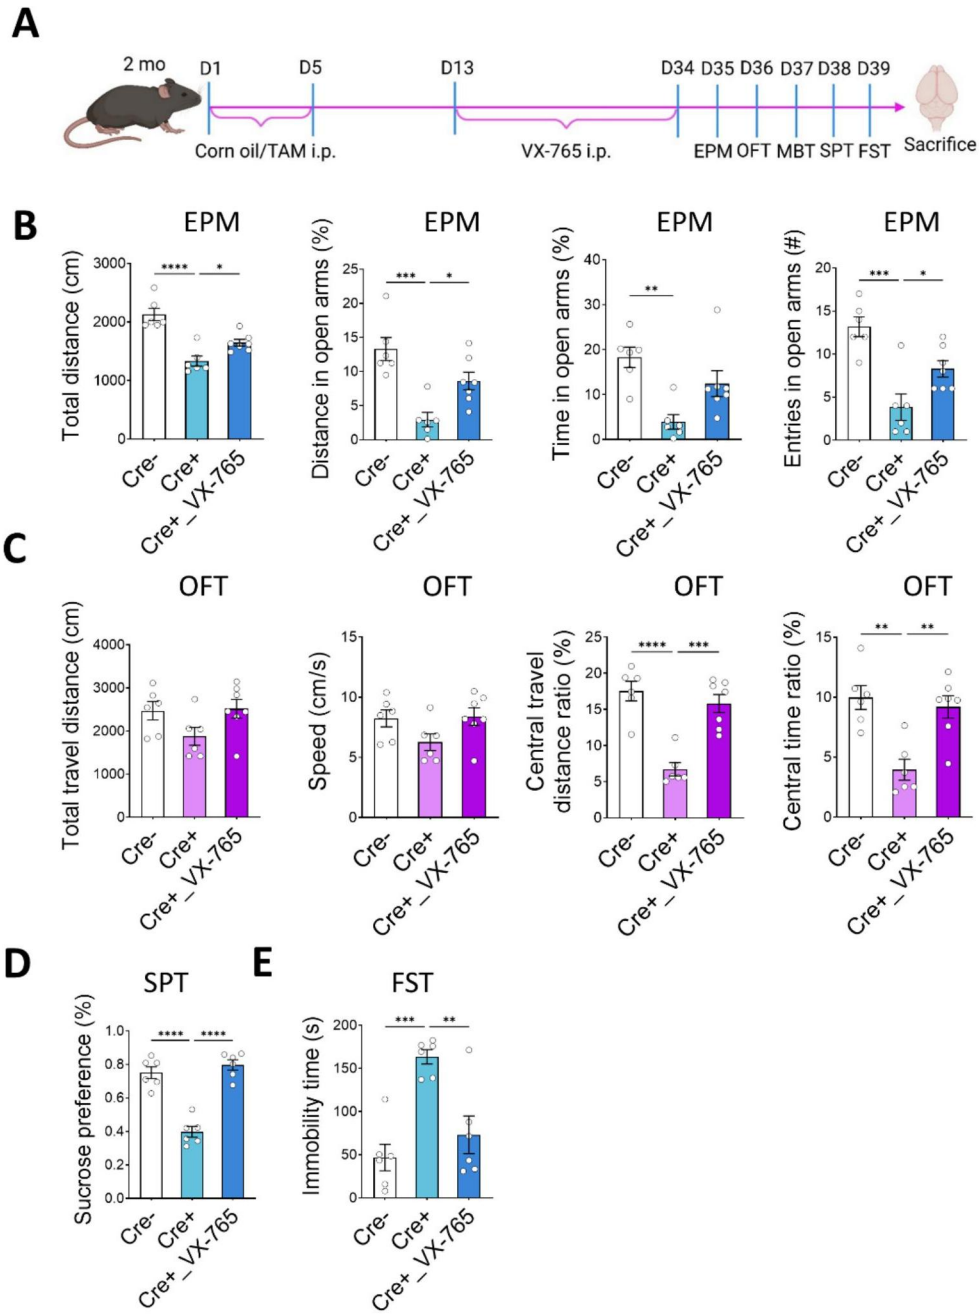 A
2 mo
D1
D5
D13
D34 D35 D36 D37 D38 D39
Corn oil/TAM i.p.
VX-765 i.p.
EPM OFT MBT SPT FST
Sacrifice
B
EPM
Total distance (cm)
3000
2000
1000
0
**** *
Cre-
Cre+
Cre+_VX-765
EPM
Distance in open arms (%)
25
20
15
10
5
0
*** *
Cre-
Cre+
Cre+_VX-765
EPM
Time in open arms (%)
40
30
20
10
0
**
Cre-
Cre+
Cre+_VX-765
EPM
Entries in open arms (#)
20
15
10
5
0
*** *
Cre-
Cre+
Cre+_VX-765
C
OFT
Total travel distance (cm)
4000
3000
2000
1000
0
Cre-
Cre+
Cre+_VX-765
OFT
Speed (cm/s)
15
10
5
0
Cre-
Cre+
Cre+_VX-765
OFT
Central travel
distance ratio (%)
25
20
15
10
5
0
**** ***
Cre-
Cre+
Cre+_VX-765
OFT
Central time ratio (%)
15
10
5
0
** **
Cre-
Cre+
Cre+_VX-765
D
SPT
Sucrose preference (%)
1.0
0.8
0.6
0.4
0.2
0.0
**** ****
Cre-
Cre+
Cre+_VX-765
E
FST
Immobility time (s)
200
150
100
50
0
*** **
Cre-
Cre+
Cre+_VX-765